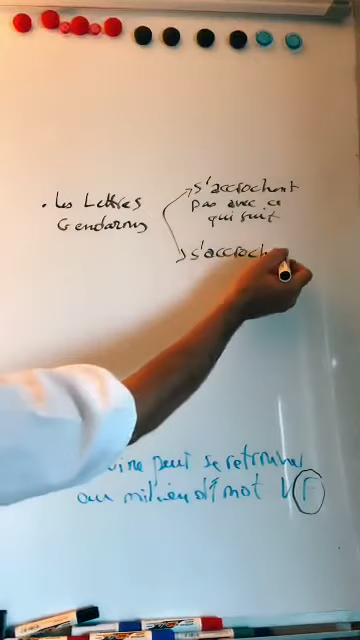 . Les Lettres
Gendarmes
s'accrochent
pas avec ce
qui suit
s'accroch
peut se retrouver
au milieu d'1 mot V F